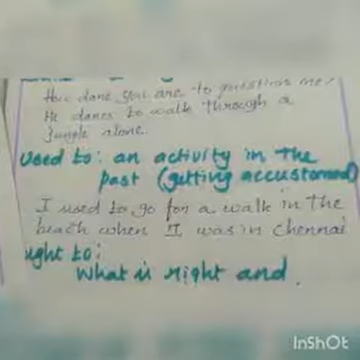 How dare you are to question me?
He dares to walk through a
jungle alone.
Used to: an activity in the
past (getting accustomed)
I used to go for a walk in the
beach when I was in Chennai
ught to:
What is right and
InShOt